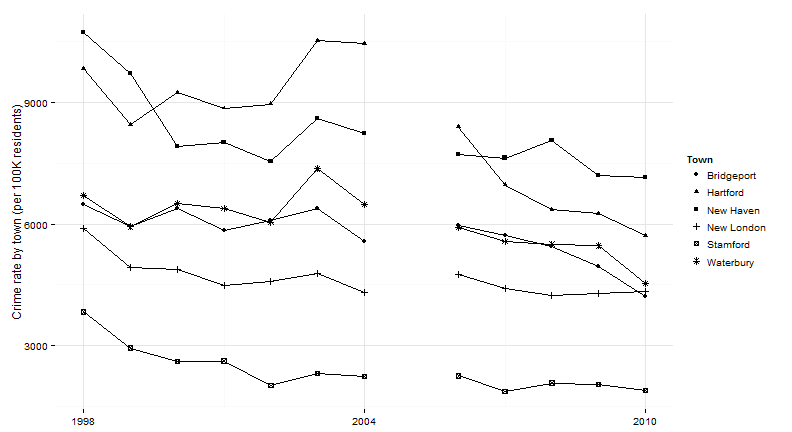 Crime rate by town (per 100K residents)
9000
6000
3000
1998
2004
2010
Town
Bridgeport
Hartford
New Haven
New London
Stamford
Waterbury